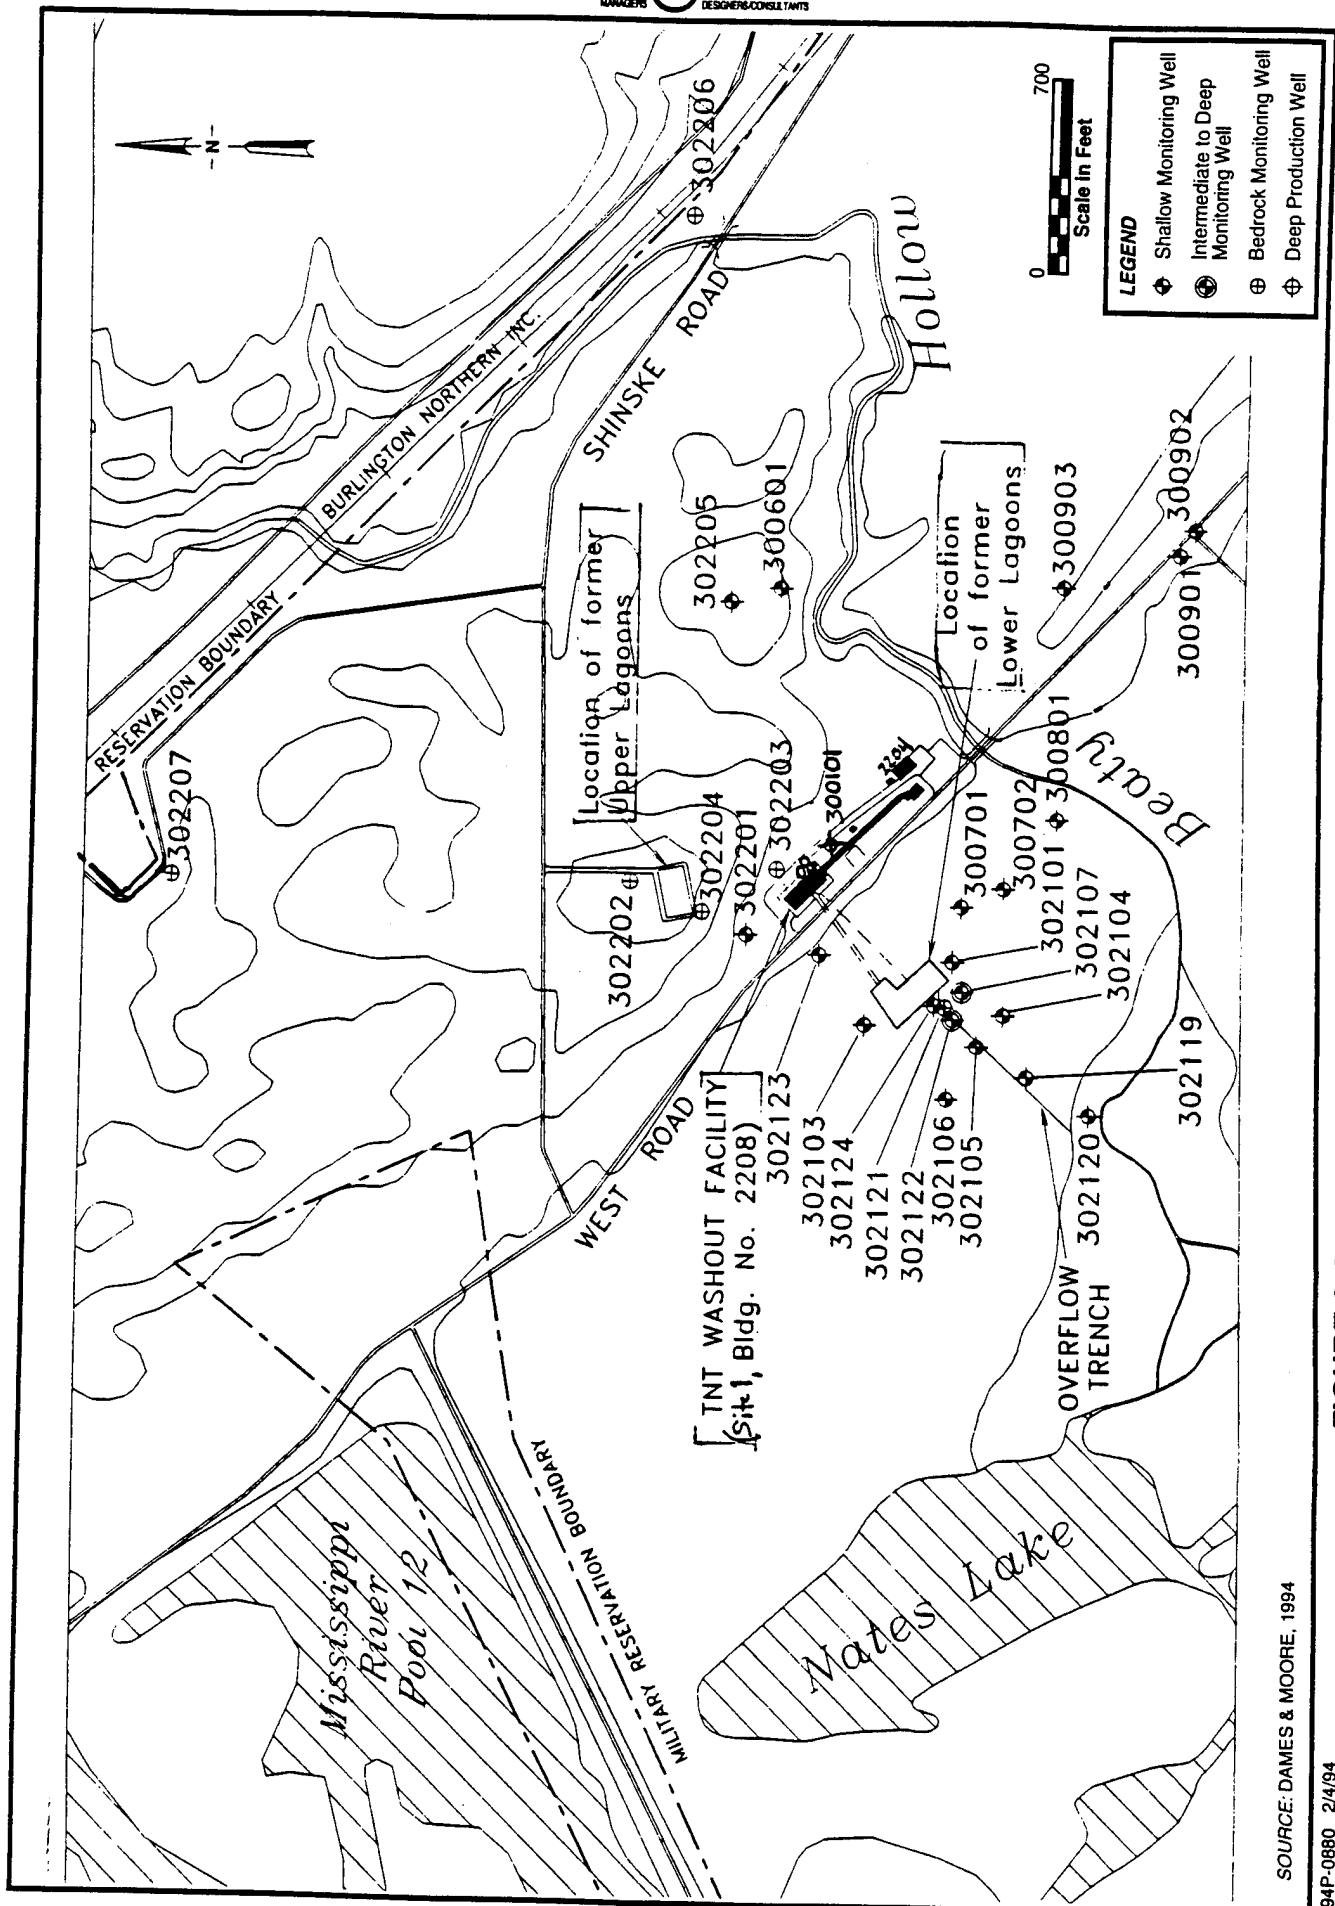 MANAGERS
DESIGNERS/CONSULTANTS
-N-
302206
0
700
Scale in Feet
LEGEND
Shallow Monitoring Well
Intermediate to Deep
Monitoring Well
Bedrock Monitoring Well
Deep Production Well
RESERVATION BOUNDARY
BURLINGTON NORTHERN INC.
SHINSKE ROAD
302207
Location of former
Upper Lagoons
302205
300601
Beaty Hollow
302202
302204
302201
302203
300101
2204
Location
of former
Lower Lagoons
300903
300902
300901
300701
300702
300801
302101
302107
302104
302119
WEST ROAD
TNT WASHOUT FACILITY
(Site 1, Bldg. No. 2208)
302123
302103
302124
302121
302122
302106
302105
302120
OVERFLOW
TRENCH
Mississippi
River
Pool 12
MILITARY RESERVATION BOUNDARY
Nates Lake
SOURCE: DAMES & MOORE, 1994
94P-0880 2/4/94